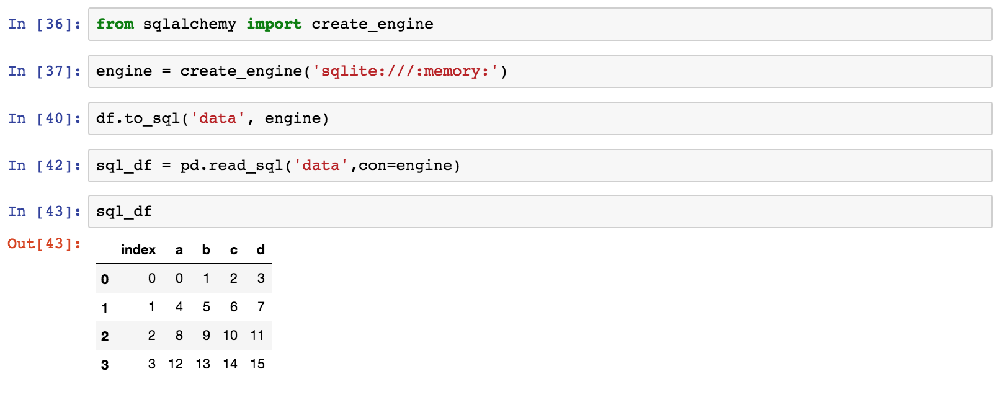 In [36]: from sqlalchemy import create_engine
In [37]: engine = create_engine('sqlite:///:memory:')
In [40]: df.to_sql('data', engine)
In [42]: sql_df = pd.read_sql('data',con=engine)
In [43]: sql_df
Out[43]:
index a b c d
0 0 0 1 2 3
1 1 4 5 6 7
2 2 8 9 10 11
3 3 12 13 14 15